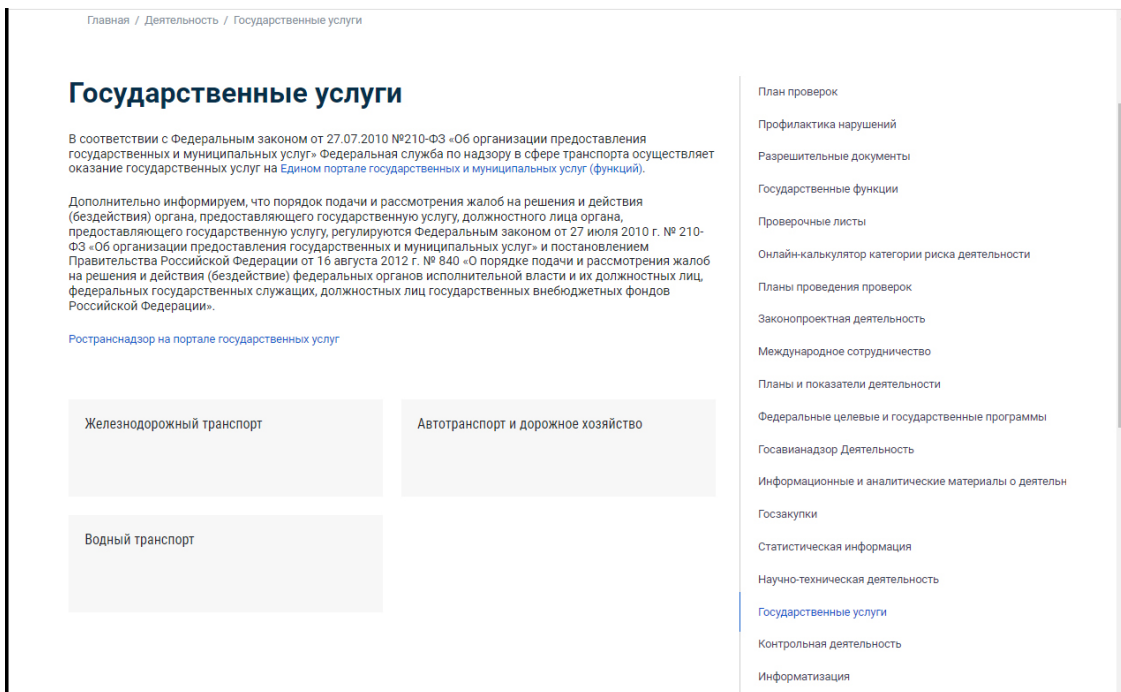 Главная / Деятельность / Государственные услуги
Государственные услуги
В соответствии с Федеральным законом от 27.07.2010 №210-ФЗ «Об организации предоставления
государственных и муниципальных услуг» Федеральная служба по надзору в сфере транспорта осуществляет
оказание государственных услуг на Едином портале государственных и муниципальных услуг (функций).
Дополнительно информируем, что порядок подачи и рассмотрения жалоб на решения и действия
(бездействия) органа, предоставляющего государственную услугу, должностного лица органа,
предоставляющего государственную услугу, регулируются Федеральным законом от 27 июля 2010 г. № 210-
ФЗ «Об организации предоставления государственных и муниципальных услуг» и постановлением
Правительства Российской Федерации от 16 августа 2012 г. № 840 «О порядке подачи и рассмотрения жалоб
на решения и действия (бездействие) федеральных органов исполнительной власти и их должностных лиц,
федеральных государственных служащих, должностных лиц государственных внебюджетных фондов
Российской Федерации».
Ространснадзор на портале государственных услуг
Железнодорожный транспорт
Автотранспорт и дорожное хозяйство
Водный транспорт
План проверок
Профилактика нарушений
Разрешительные документы
Государственные функции
Проверочные листы
Онлайн-калькулятор категории риска деятельности
Планы проведения проверок
Законопроектная деятельность
Международное сотрудничество
Планы и показатели деятельности
Федеральные целевые и государственные программы
Госавианадзор Деятельность
Информационные и аналитические материалы о деятельн
Госзакупки
Статистическая информация
Научно-техническая деятельность
Государственные услуги
Контрольная деятельность
Информатизация